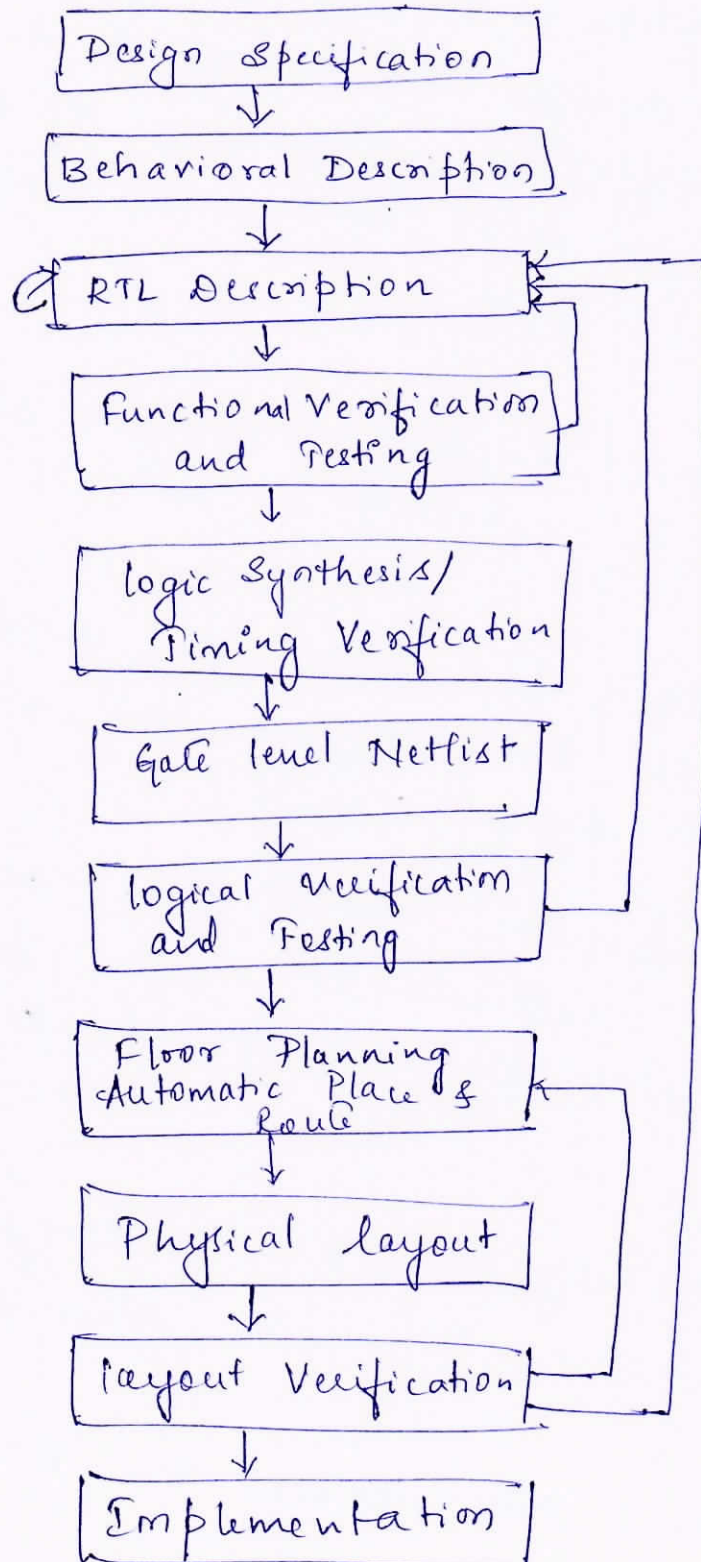 Design Specification
Behavioral Description
RTL Description
Functional Verification
and Testing
logic Synthesis/
Timing Verification
Gate level Netlist
logical Verification
and Testing
Floor Planning
Automatic Place &
Route
Physical layout
layout Verification
Implementation